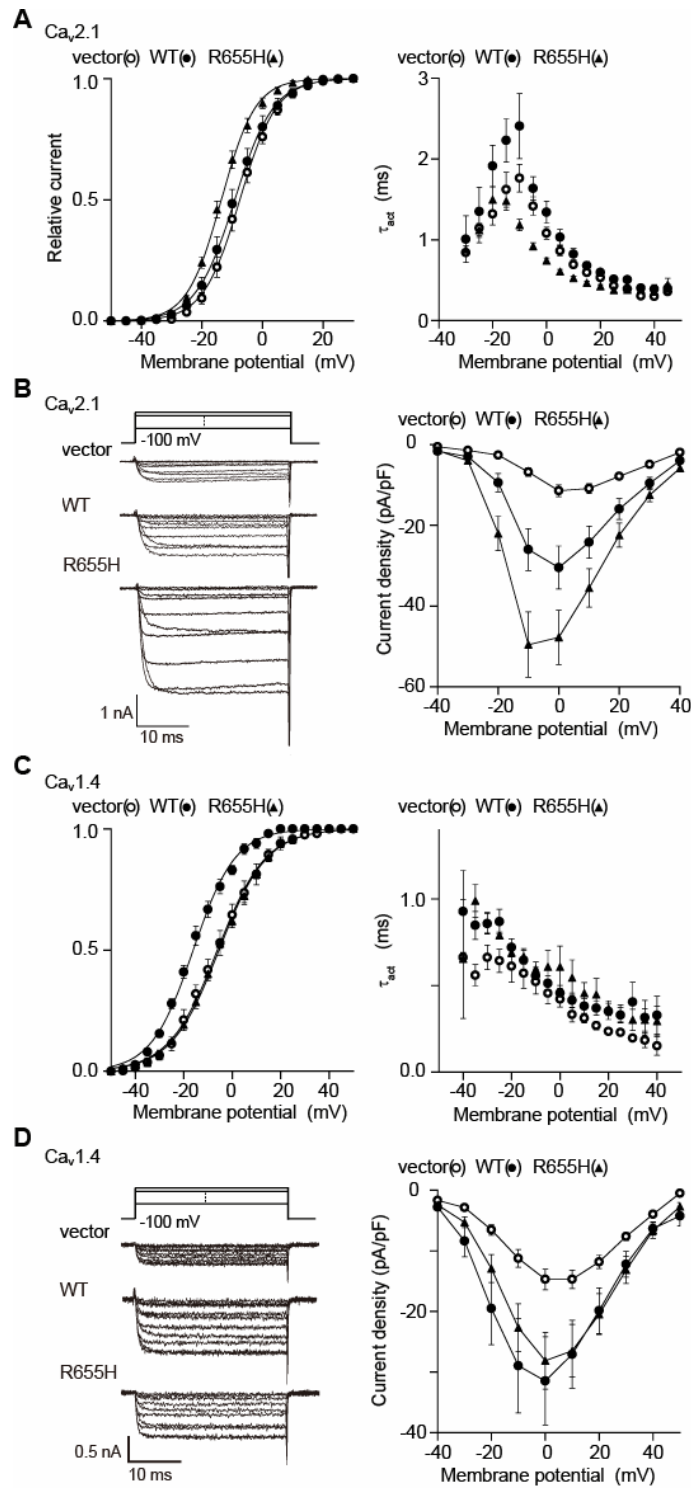 A
Cav2.1
vector(○) WT(●) R655H(▲)
Relative current
1.0
0.5
0.0
-40 -20 0 20
Membrane potential (mV)
vector(○) WT(●) R655H(▲)
τact (ms)
3
2
1
0
-40 -20 0 20 40
Membrane potential (mV)
B
Cav2.1
-100 mV
vector
WT
R655H
1 nA
10 ms
vector(○) WT(●) R655H(▲)
Current density (pA/pF)
0
-20
-40
-60
-40 -20 0 20 40
Membrane potential (mV)
C
Cav1.4
vector(○) WT(●) R655H(▲)
1.0
0.5
0.0
-40 -20 0 20 40
Membrane potential (mV)
vector(○) WT(●) R655H(▲)
τact (ms)
1.0
0.0
-40 -20 0 20 40
Membrane potential (mV)
D
Cav1.4
-100 mV
vector
WT
R655H
0.5 nA
10 ms
vector(○) WT(●) R655H(▲)
Current density (pA/pF)
0
-20
-40
-40 -20 0 20 40
Membrane potential (mV)